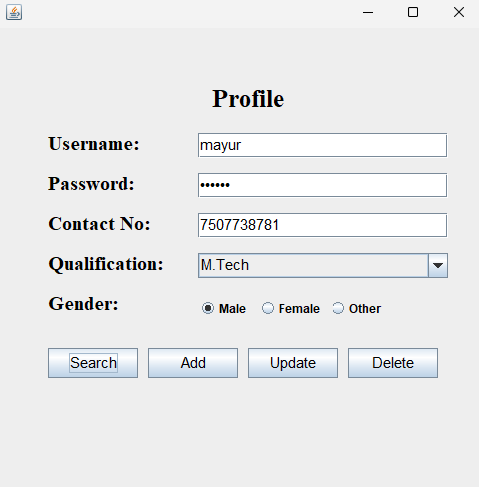 Profile
Username: mayur
Password: ••••••
Contact No: 7507738781
Qualification: M.Tech
Gender: Male Female Other
Search Add Update Delete